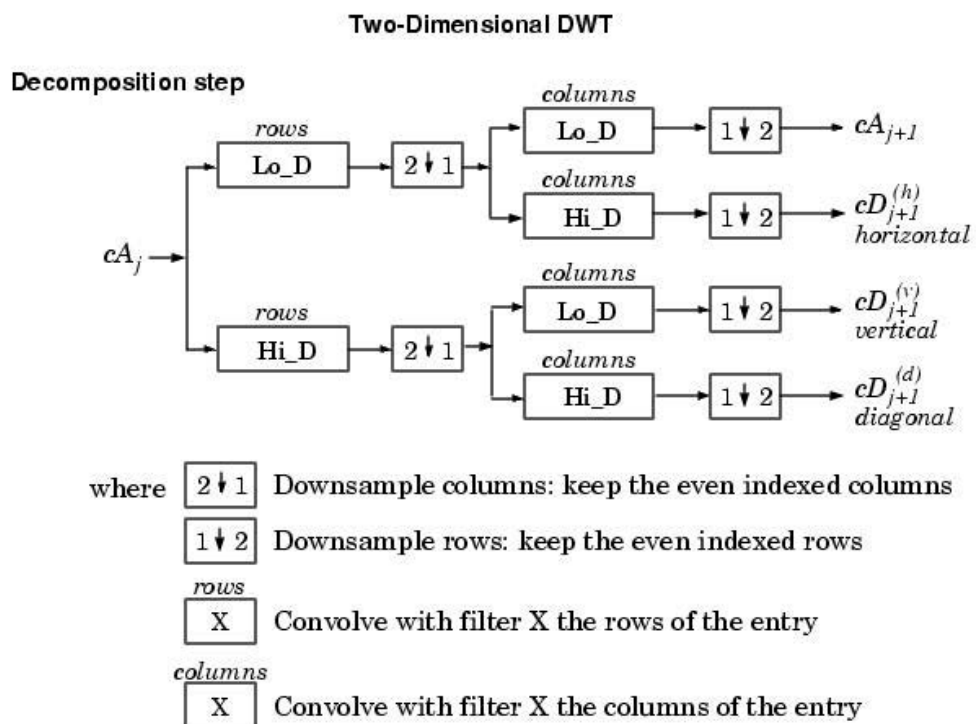 Two-Dimensional DWT
Decomposition step
columns
rows
Lo_D
2 ↓ 1
Lo_D
1 ↓ 2
cA_{j+1}
columns
Hi_D
1 ↓ 2
cD_{j+1}^{(h)}
horizontal
cA_j
columns
rows
Lo_D
1 ↓ 2
cD_{j+1}^{(v)}
vertical
Hi_D
2 ↓ 1
columns
Hi_D
1 ↓ 2
cD_{j+1}^{(d)}
diagonal
where 2 ↓ 1 Downsample columns: keep the even indexed columns
1 ↓ 2 Downsample rows: keep the even indexed rows
rows
X Convolve with filter X the rows of the entry
columns
X Convolve with filter X the columns of the entry